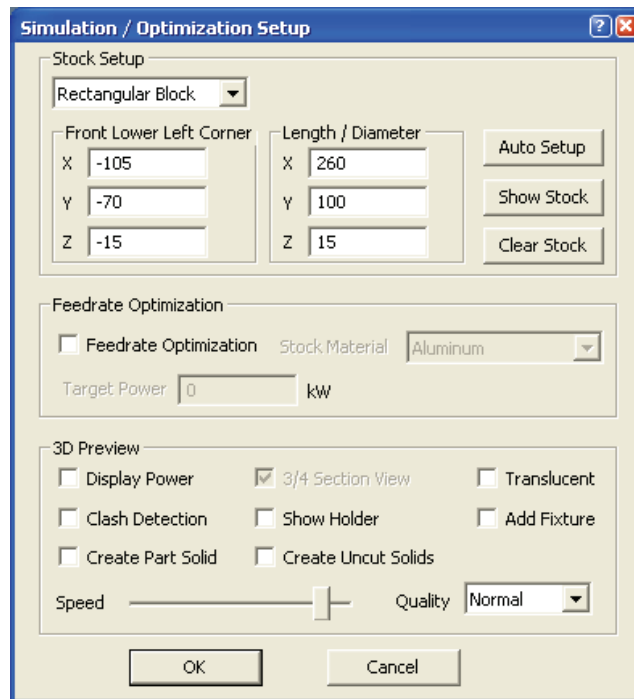 Simulation / Optimization Setup
Stock Setup
Rectangular Block
Front Lower Left Corner
Length / Diameter
X -105
X 260
Auto Setup
Y -70
Y 100
Show Stock
Z -15
Z 15
Clear Stock
Feedrate Optimization
Feedrate Optimization Stock Material Aluminum
Target Power 0 kW
3D Preview
Display Power 3/4 Section View Translucent
Clash Detection Show Holder Add Fixture
Create Part Solid Create Uncut Solids
Speed Quality Normal
OK Cancel